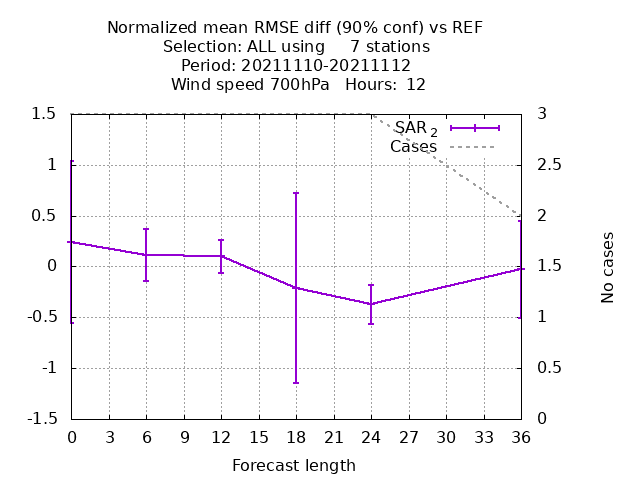 Normalized mean RMSE diff (90% conf) vs REF
Selection: ALL using     7 stations
Period: 20211110-20211112
Wind speed 700hPa   Hours:  12
SAR 2
Cases
1.5
1
0.5
0
-0.5
-1
-1.5
3
2.5
2
1.5
1
0.5
0
No cases
0 3 6 9 12 15 18 21 24 27 30 33 36
Forecast length